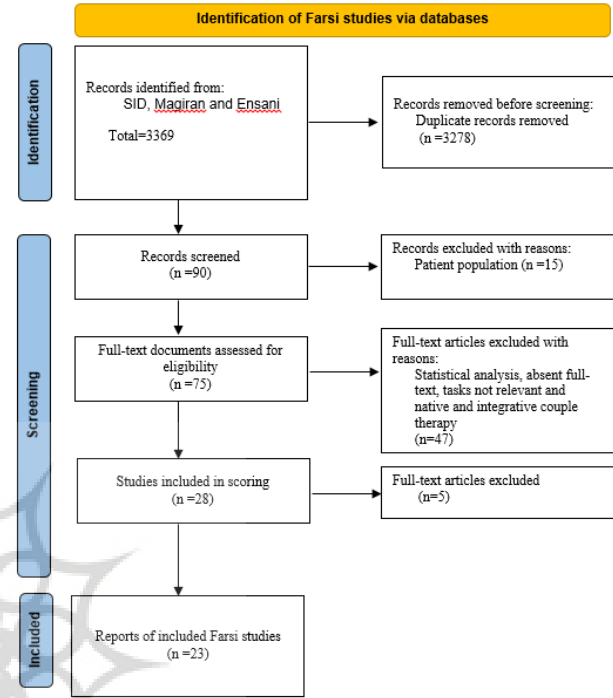 Identification of Farsi studies via databases
Identification
Records identified from:
SID, Magiran and Ensani
Total=3369
Records removed before screening:
Duplicate records removed
(n =3278)
Screening
Records screened
(n =90)
Records excluded with reasons:
Patient population (n =15)
Full-text documents assessed for
eligibility
(n =75)
Full-text articles excluded with
reasons:
Statistical analysis, absent full-
text, tasks not relevant and
native and integrative couple
therapy
(n=47)
Studies included in scoring
(n =28)
Full-text articles excluded
(n=5)
Included
Reports of included Farsi studies
(n =23)